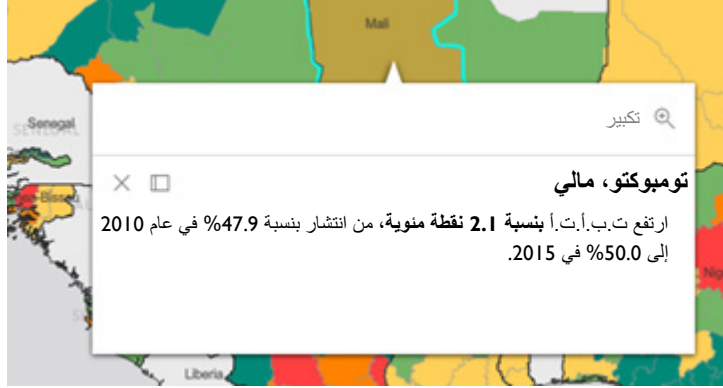 Mali
Senegal
SENEGAL
تكبير
تومبوكتو، مالي
ارتفع ت.ب.أ.ت.أ بنسبة 2.1 نقطة مئوية، من انتشار بنسبة 47.9% في عام 2010
إلى 50.0% في 2015.
Liberia